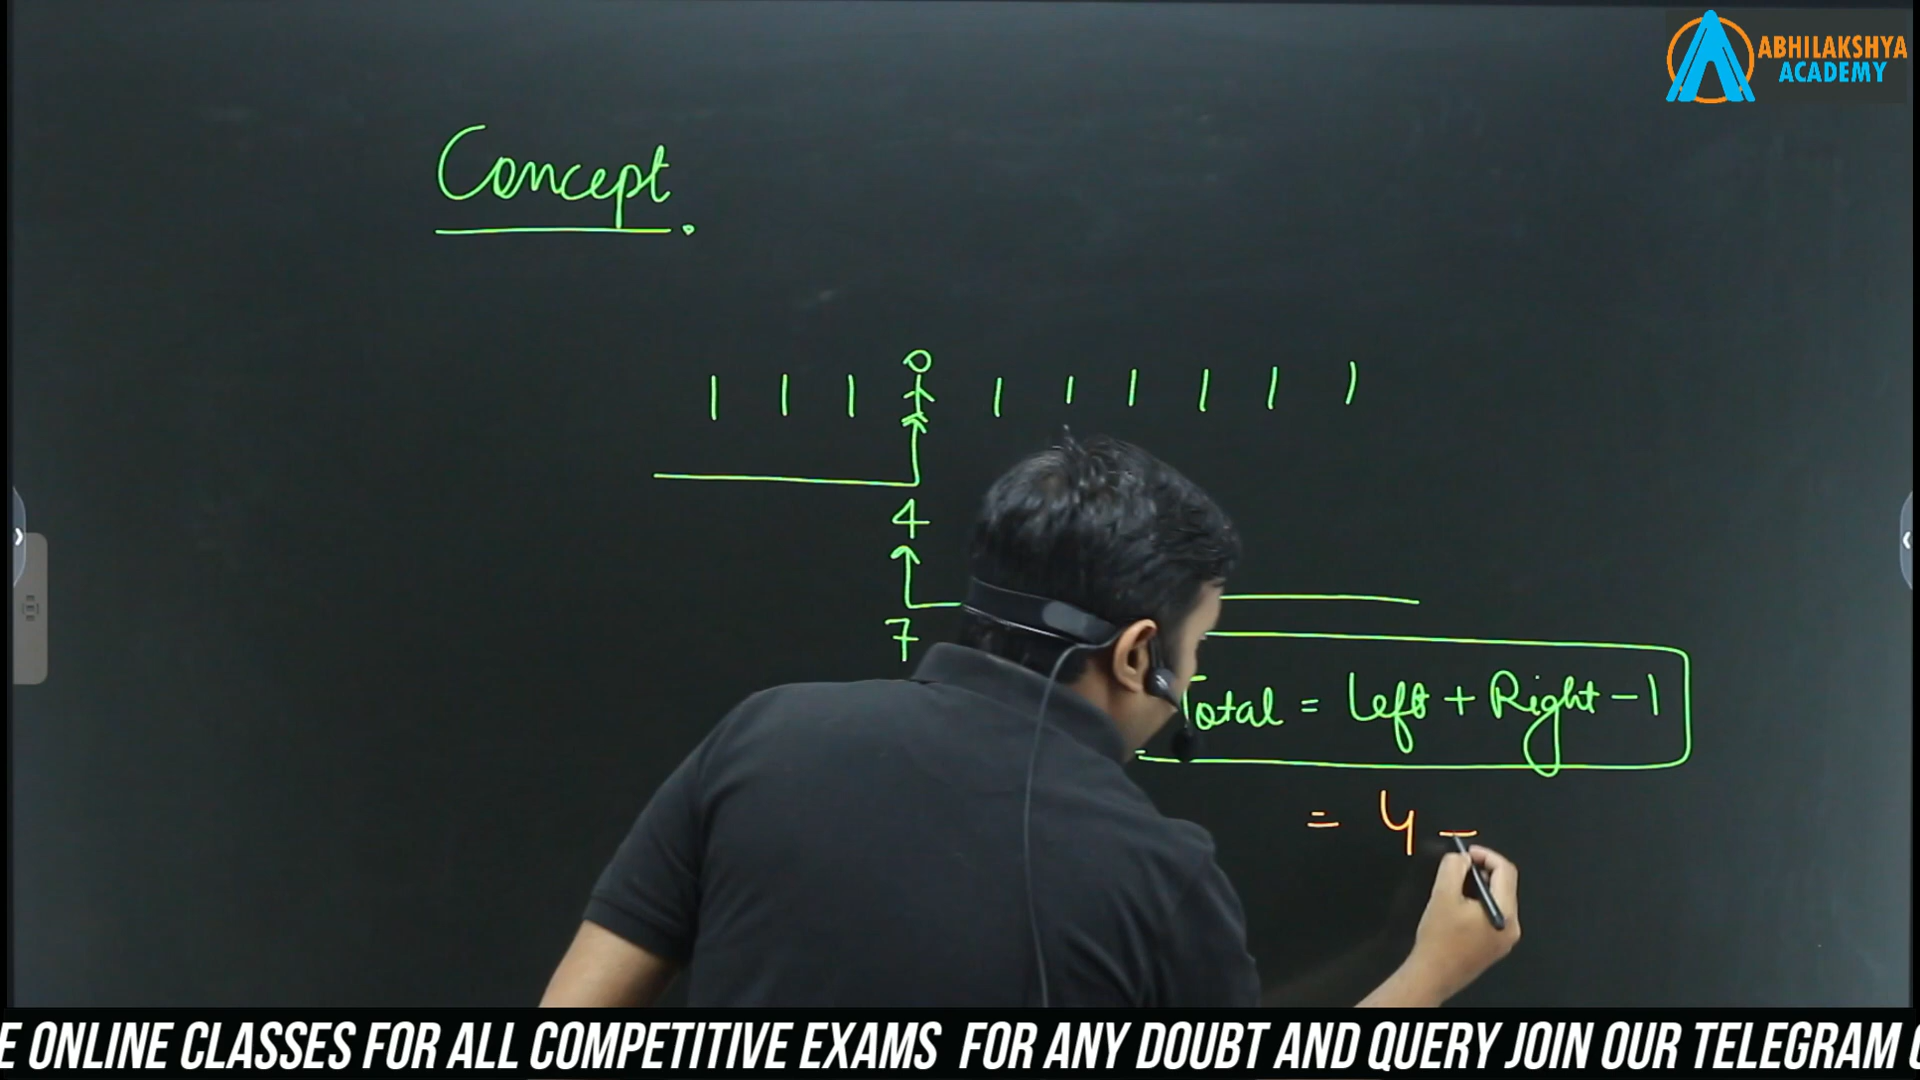 ABHILAKSHYA
ACADEMY
Concept.
4
7
Total = Left + Right - 1
= 4
E ONLINE CLASSES FOR ALL COMPETITIVE EXAMS FOR ANY DOUBT AND QUERY JOIN OUR TELEGRAM